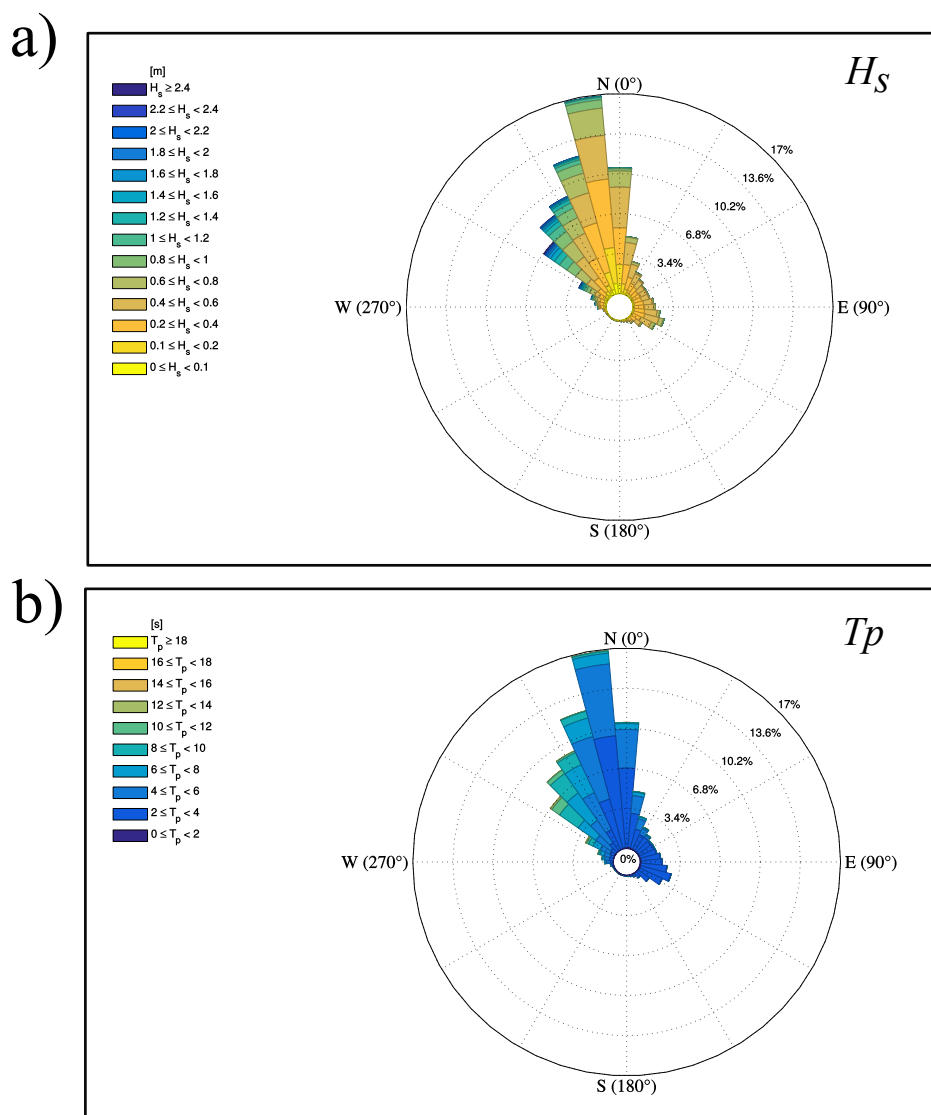 a)
H_s
[m]
H_s ≥ 2.4
2.2 ≤ H_s < 2.4
2 ≤ H_s < 2.2
1.8 ≤ H_s < 2
1.6 ≤ H_s < 1.8
1.4 ≤ H_s < 1.6
1.2 ≤ H_s < 1.4
1 ≤ H_s < 1.2
0.8 ≤ H_s < 1
0.6 ≤ H_s < 0.8
0.4 ≤ H_s < 0.6
0.2 ≤ H_s < 0.4
0.1 ≤ H_s < 0.2
0 ≤ H_s < 0.1
N (0°)
17%
13.6%
10.2%
6.8%
3.4%
W (270°)
E (90°)
S (180°)
b)
Tp
[s]
T_p ≥ 18
16 ≤ T_p < 18
14 ≤ T_p < 16
12 ≤ T_p < 14
10 ≤ T_p < 12
8 ≤ T_p < 10
6 ≤ T_p < 8
4 ≤ T_p < 6
2 ≤ T_p < 4
0 ≤ T_p < 2
N (0°)
17%
13.6%
10.2%
6.8%
3.4%
0%
W (270°)
E (90°)
S (180°)